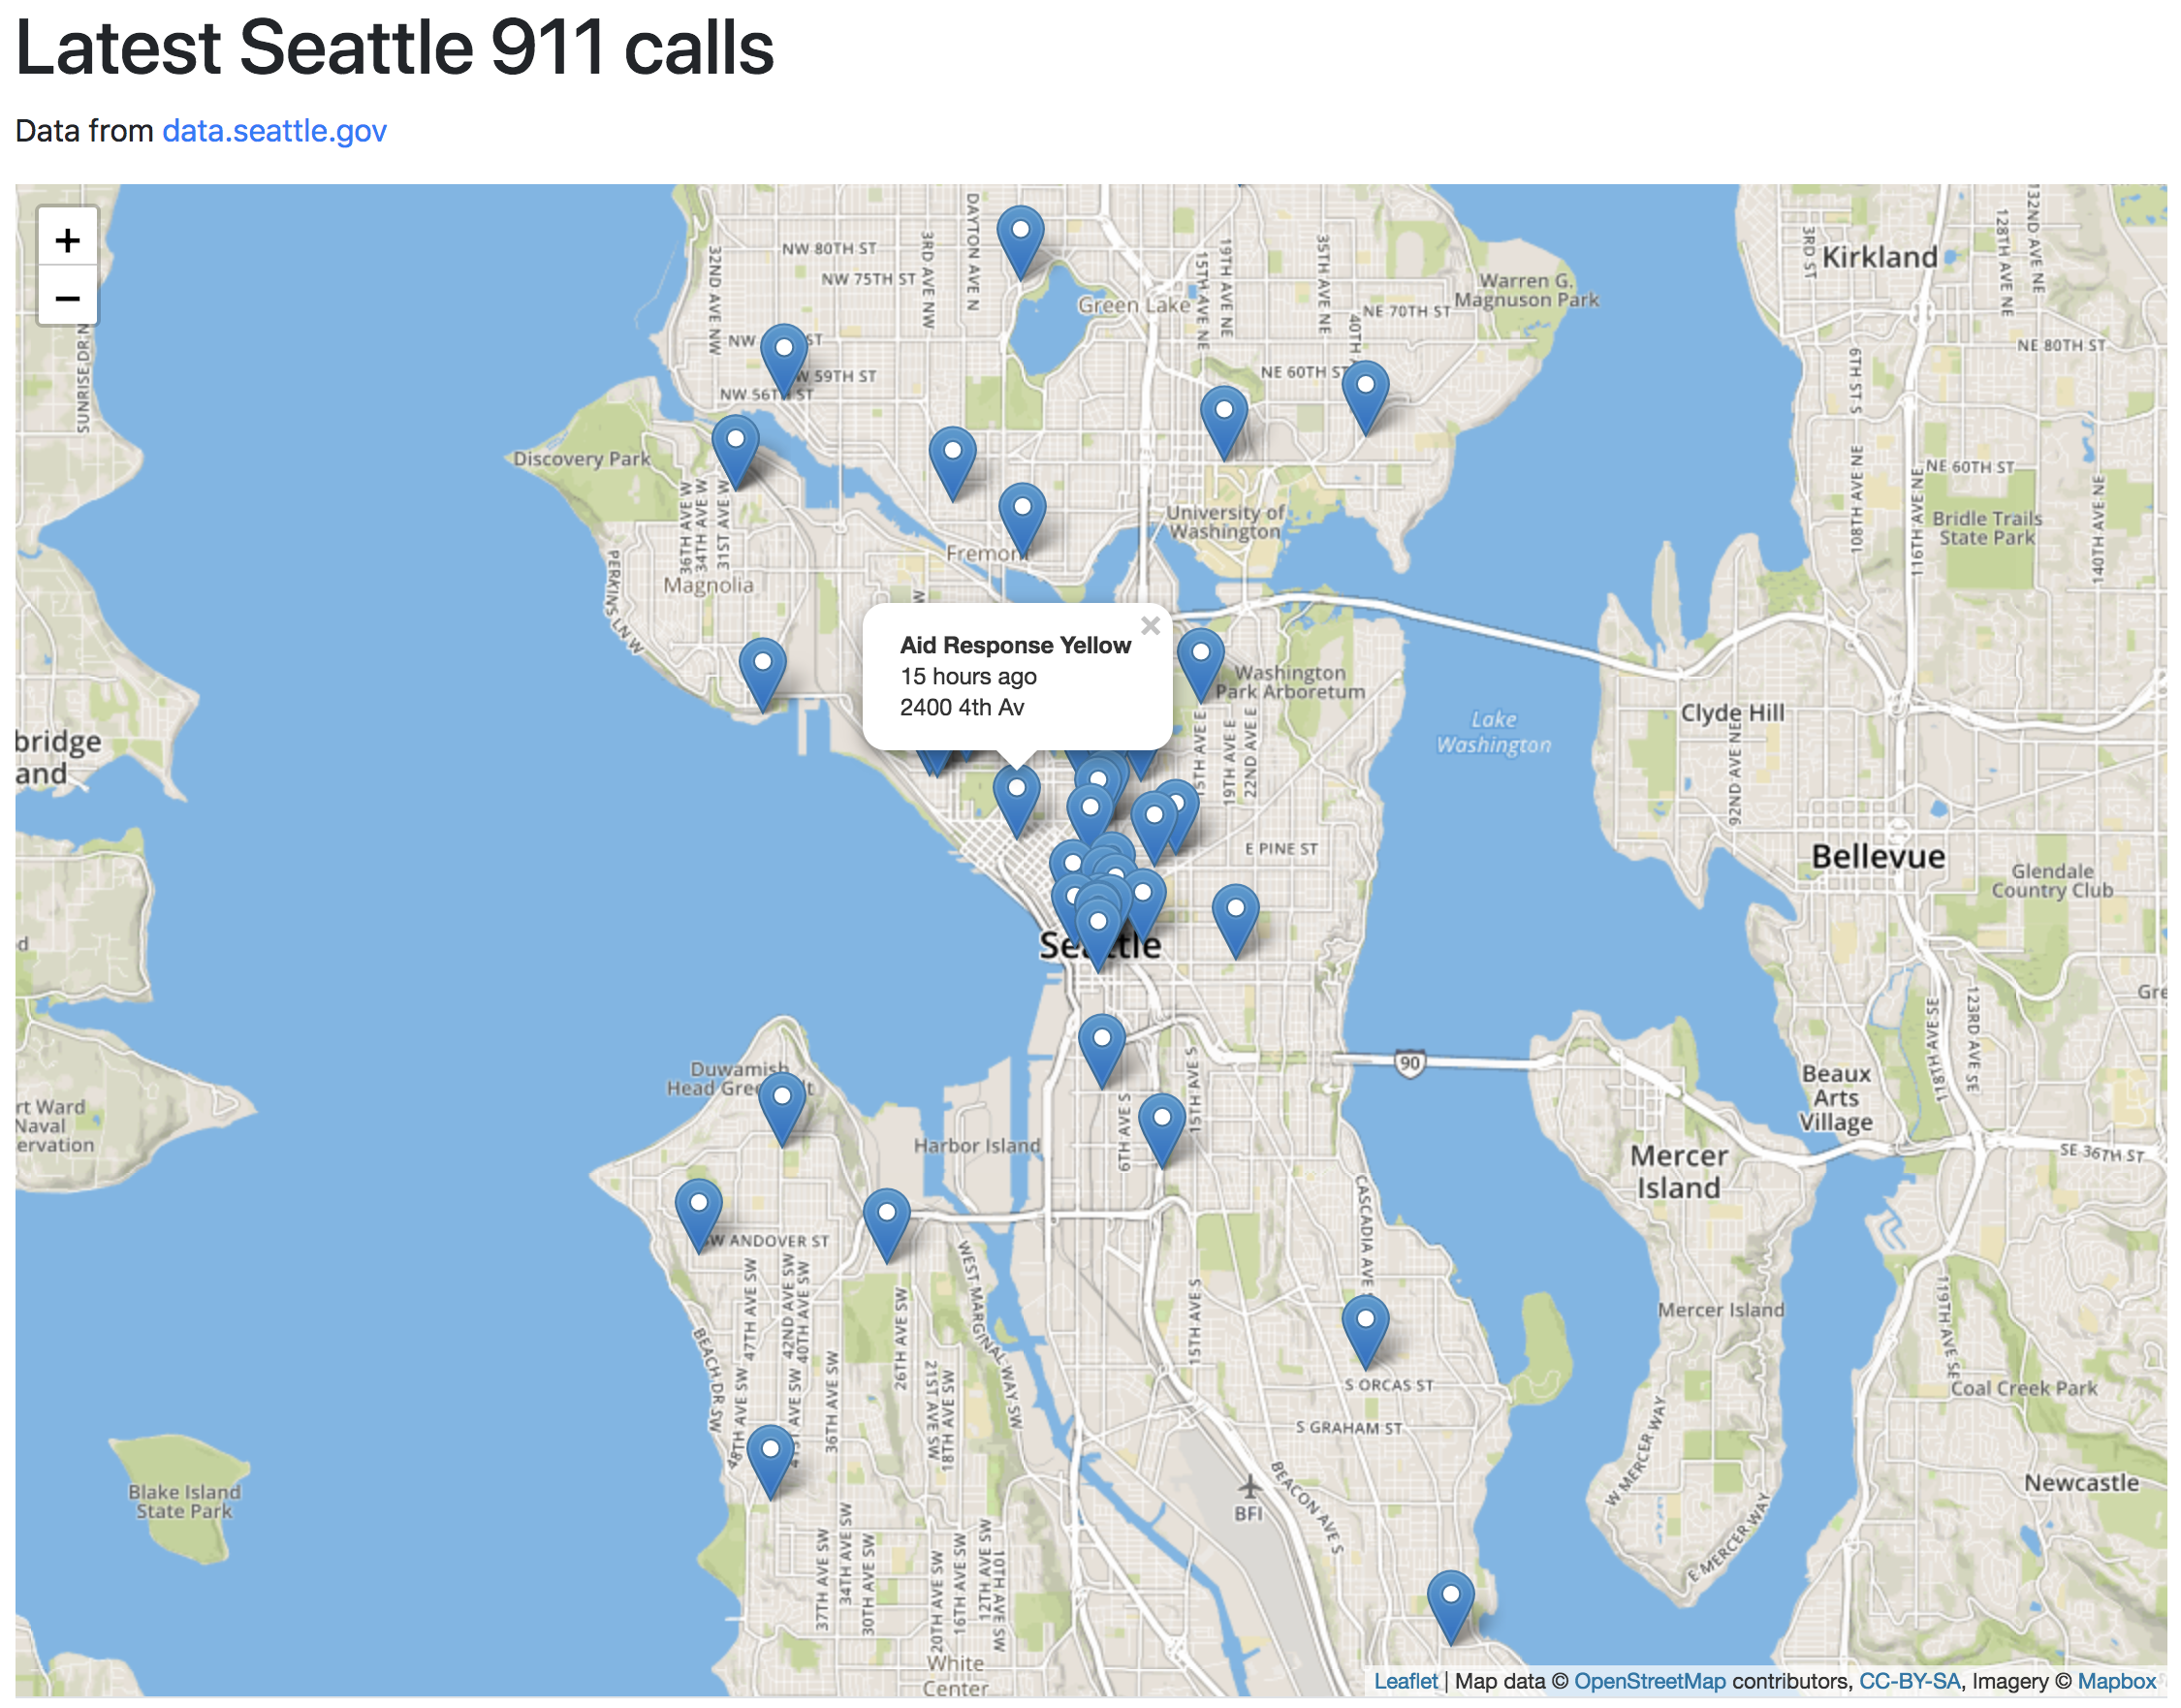 Latest Seattle 911 calls
Data from data.seattle.gov
+
−
SUNRISE DR N
32ND AVE NW
NW 80TH ST
NW 75TH ST
3RD AVE NW
DAYTON AVE N
Green Lake
15TH AVE NE
19TH AVE NE
35TH AVE NE
NE 70TH ST
Warren G.
Magnuson Park
3RD ST
Kirkland
128TH AVE NE
132ND AVE NE
NE 80TH ST
NW
ST
59TH ST
NW 56TH ST
NE 60TH ST
40TH
6TH ST S
Discovery Park
36TH AVE W
34TH AVE W
31ST AVE W
University of
Washington
108TH AVE NE
116TH AVE NE
NE 60TH ST
Bridle Trails
State Park
140TH AVE NE
Fremont
Magnolia
PERKINS LN W
W
Aid Response Yellow
15 hours ago
2400 4th Av
×
Washington
Park Arboretum
Lake
Washington
Clyde Hill
92ND AVE NE
bridge
and
15TH AVE E
19TH AVE E
22ND AVE E
E PINE ST
Bellevue
Glendale
Country Club
d
Seattle
90
118TH AVE SE
123RD AVE SE
Gre
Duwamish
Head Gree
t
rt Ward
Naval
ervation
Harbor Island
6TH AVE S
15TH AVE S
Beaux
Arts
Village
Mercer
Island
SE 36TH ST
SW ANDOVER ST
CASCADIA AVE S
WEST MARGINAL WAY SW
BEACH DR SW
47TH AVE SW
42ND AVE SW
40TH AVE SW
26TH AVE SW
15TH AVE S
Mercer Island
119TH AVE SE
48TH AVE SW
41ST AVE SW
36TH AVE SW
21ST AVE SW
18TH AVE SW
S ORCAS ST
S GRAHAM ST
Coal Creek Park
W MERCER WAY
E MERCER WAY
Newcastle
Blake Island
State Park
BFI
BEACON AVE S
37TH AVE SW
34TH AVE SW
30TH AVE SW
20TH AVE SW
16TH AVE SW
12TH AVE SW
10TH AVE SW
White
Center
Leaflet | Map data © OpenStreetMap contributors, CC-BY-SA, Imagery © Mapbox